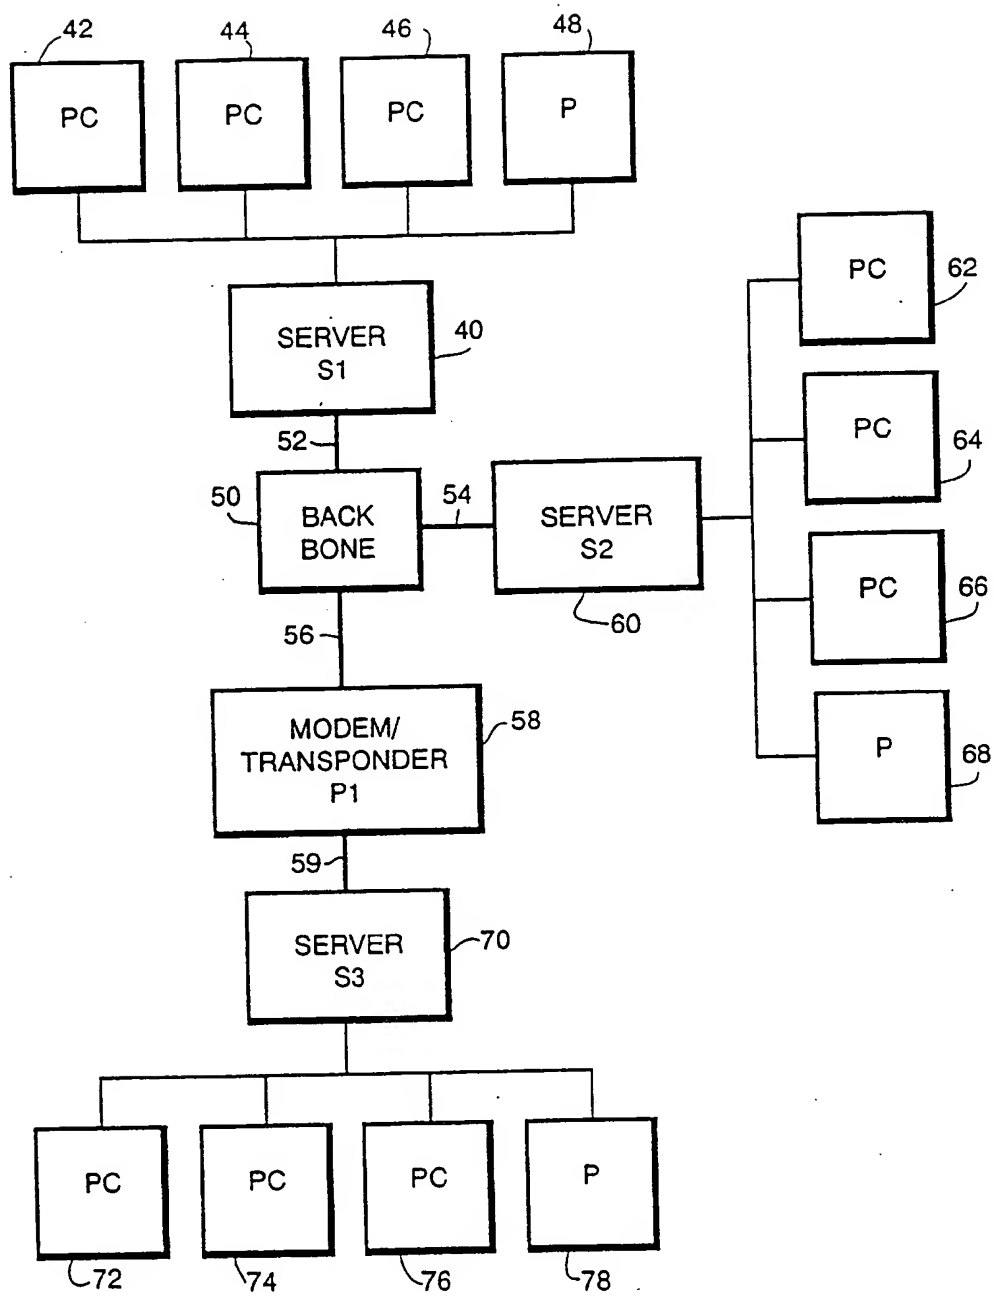 42
44
46
48
PC
PC
PC
P
SERVER
S1
40
52
50
BACK
BONE
54
SERVER
S2
60
PC
62
PC
64
PC
66
P
68
56
MODEM/
TRANSPONDER
P1
58
59
SERVER
S3
70
PC
PC
PC
P
72
74
76
78